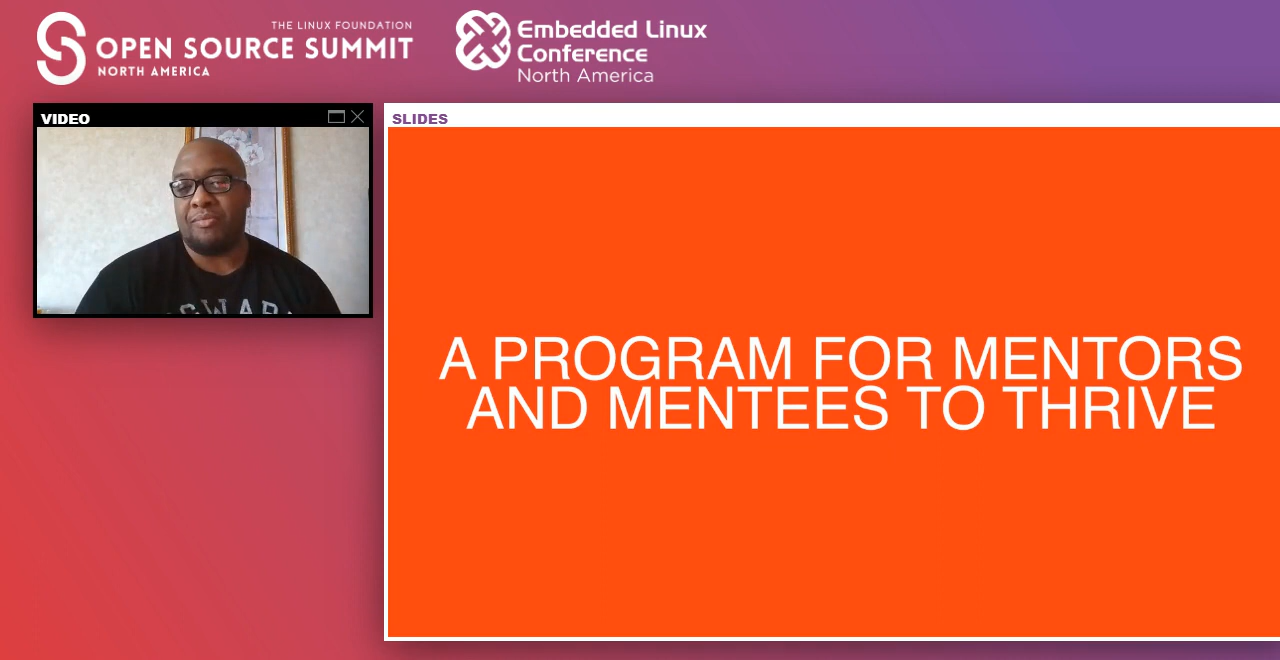 THE LINUX FOUNDATION
OPEN SOURCE SUMMIT
NORTH AMERICA
Embedded Linux
Conference
North America
VIDEO
SLIDES
A PROGRAM FOR MENTORS
AND MENTEES TO THRIVE